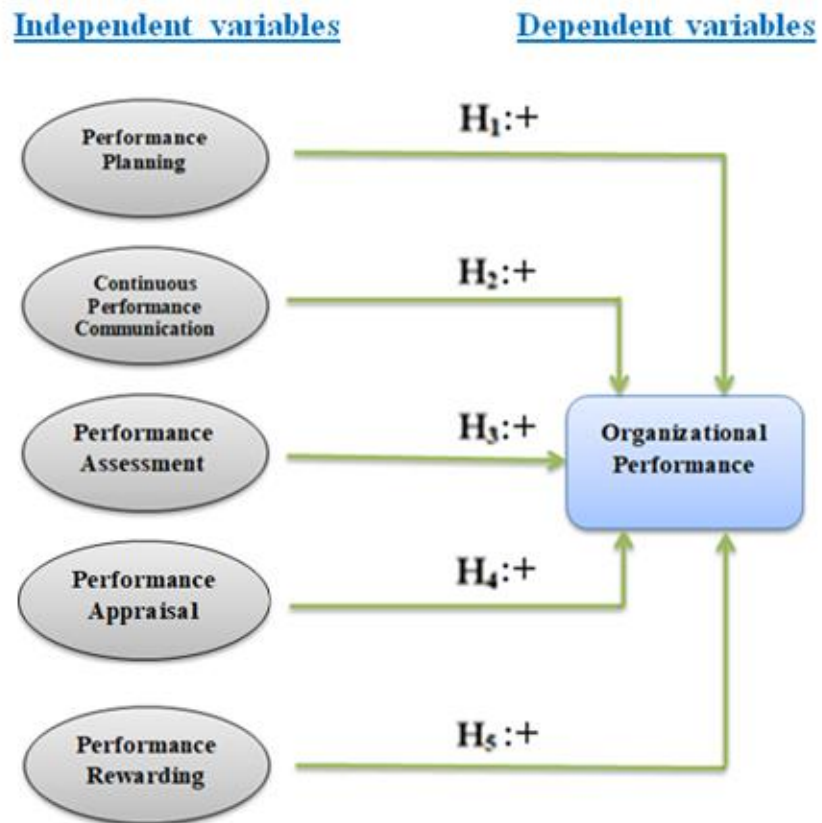 Independent variables
Dependent variables
Performance
Planning
H₁:+
Continuous
Performance
Communication
H₂:+
Performance
Assessment
H₃:+
Organizational
Performance
Performance
Appraisal
H₄:+
Performance
Rewarding
H₅:+